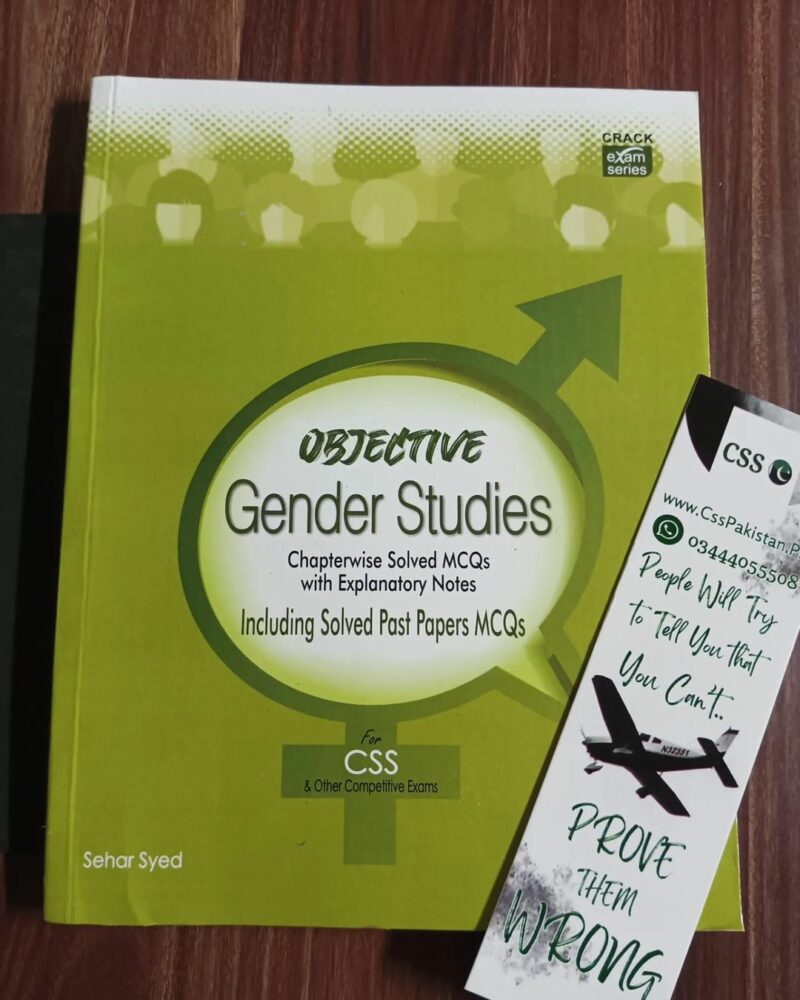 CRACK
eXam
series
OBJECTIVE
Gender Studies
Chapterwise Solved MCQs
with Explanatory Notes
Including Solved Past Papers MCQs
For
CSS
& Other Competitive Exams
Sehar Syed
CSS
www.CssPakistan.P
03444055508
People Will Try
to Tell You that
You Can't..
N32351
PROVE
THEM
WRONG